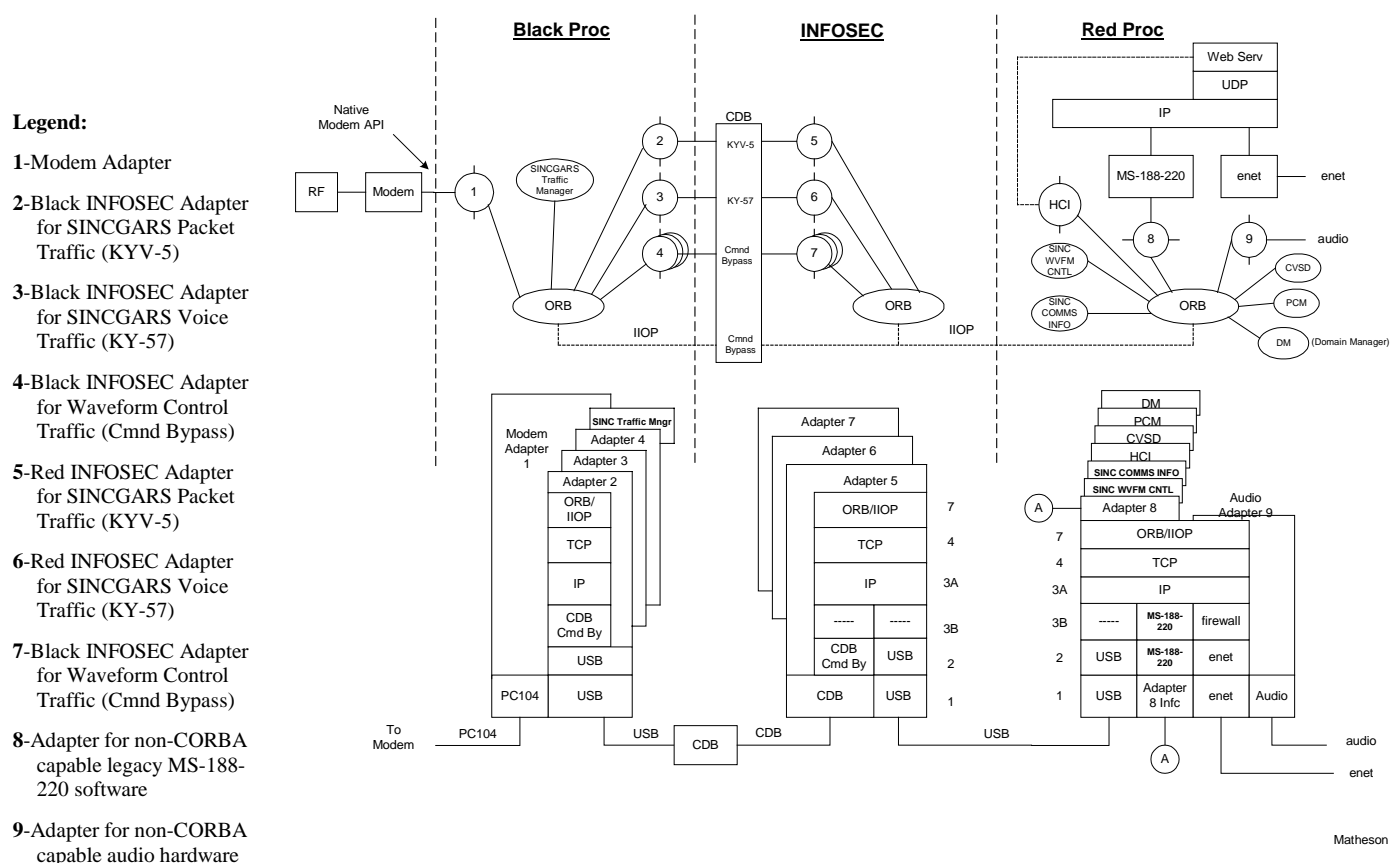 Black Proc
INFOSEC
Red Proc
Legend:
1-Modem Adapter
2-Black INFOSEC Adapter
for SINCGARS Packet
Traffic (KYV-5)
3-Black INFOSEC Adapter
for SINCGARS Voice
Traffic (KY-57)
4-Black INFOSEC Adapter
for Waveform Control
Traffic (Cmnd Bypass)
5-Red INFOSEC Adapter
for SINCGARS Packet
Traffic (KYV-5)
6-Red INFOSEC Adapter
for SINCGARS Voice
Traffic (KY-57)
7-Black INFOSEC Adapter
for Waveform Control
Traffic (Cmnd Bypass)
8-Adapter for non-CORBA
capable legacy MS-188-
220 software
9-Adapter for non-CORBA
capable audio hardware
Native
Modem API
RF
Modem
1
SINCGARS
Traffic
Manager
2
3
4
ORB
IIOP
CDB
KYV-5
KY-57
Cmnd
Bypass
Cmnd
Bypass
5
6
7
ORB
IIOP
Web Serv
UDP
IP
MS-188-220
enet
enet
HCI
8
9
audio
SINC
WVFM
CNTL
SINC
COMMS
INFO
ORB
CVSD
PCM
DM
(Domain Manager)
Modem
Adapter
1
SINC Traffic Mngr
Adapter 4
Adapter 3
Adapter 2
ORB/
IIOP
TCP
IP
CDB
Cmd By
USB
PC104
USB
To
Modem
PC104
USB
CDB
CDB
Adapter 7
Adapter 6
Adapter 5
ORB/IIOP
7
TCP
4
IP
3A
-----
-----
3B
CDB
Cmd By
USB
2
CDB
USB
1
USB
DM
PCM
CVSD
HCI
SINC COMMS INFO
SINC WVFM CNTL
A
Adapter 8
Audio
Adapter 9
7
ORB/IIOP
4
TCP
3A
IP
3B
-----
MS-188-
220
firewall
2
USB
MS-188-
220
enet
1
USB
Adapter
8 Infc
enet
Audio
A
audio
enet
Matheson